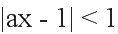 |ax - 1| < 1